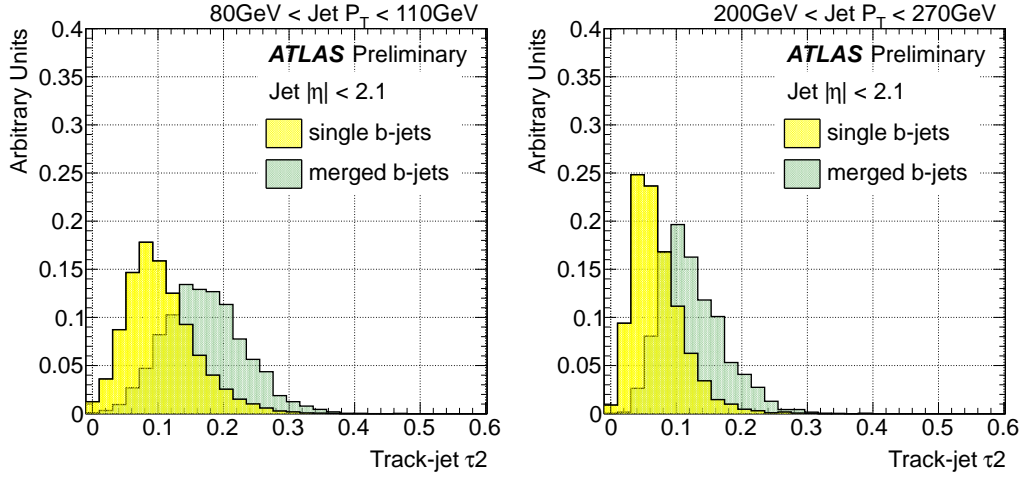 80GeV < Jet P_T < 110GeV
Arbitrary Units
0.4
0.35
0.3
0.25
0.2
0.15
0.1
0.05
0
ATLAS Preliminary
Jet |η| < 2.1
single b-jets
merged b-jets
0 0.1 0.2 0.3 0.4 0.5 0.6
Track-jet τ2
200GeV < Jet P_T < 270GeV
Arbitrary Units
0.4
0.35
0.3
0.25
0.2
0.15
0.1
0.05
0
ATLAS Preliminary
Jet |η| < 2.1
single b-jets
merged b-jets
0 0.1 0.2 0.3 0.4 0.5 0.6
Track-jet τ2